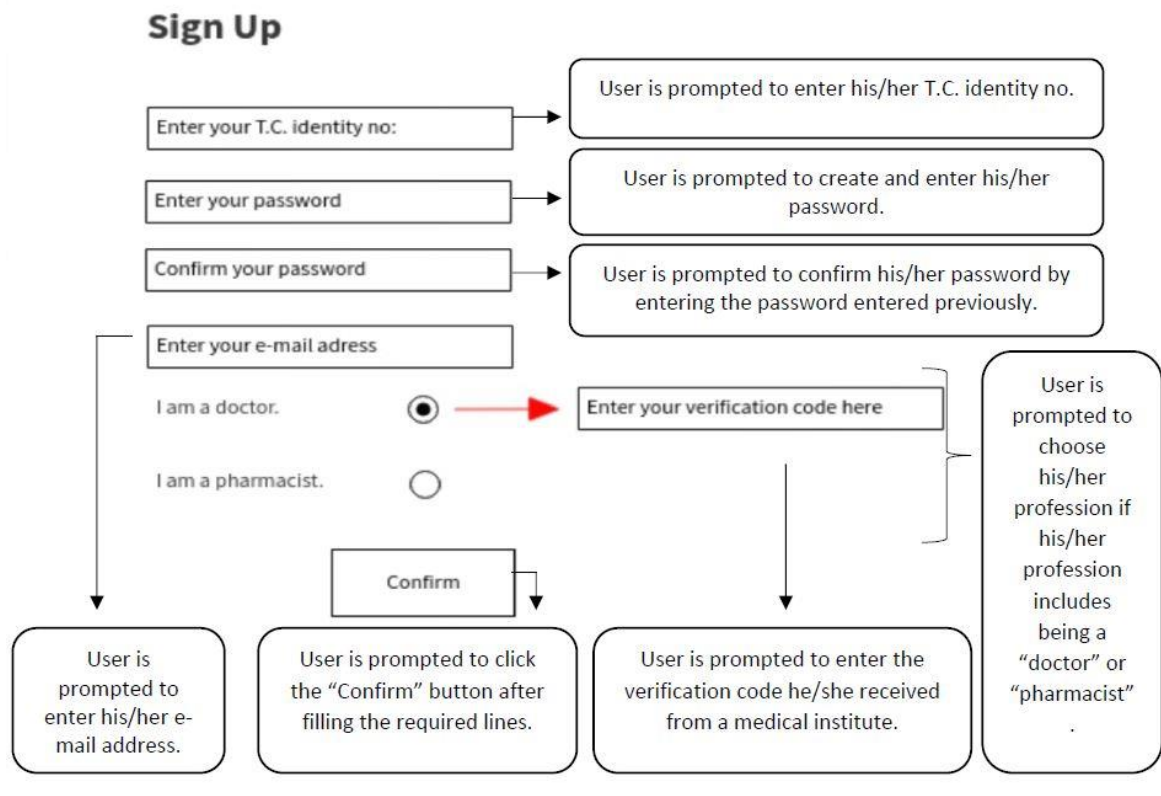 Sign Up
Enter your T.C. identity no:
User is prompted to enter his/her T.C. identity no.
Enter your password
User is prompted to create and enter his/her
password.
Confirm your password
User is prompted to confirm his/her password by
entering the password entered previously.
Enter your e-mail adress
I am a doctor.
Enter your verification code here
I am a pharmacist.
User is
prompted to
choose
his/her
profession if
his/her
profession
includes
being a
“doctor” or
“pharmacist”
.
Confirm
User is
prompted to
enter his/her e-
mail address.
User is prompted to click
the “Confirm” button after
filling the required lines.
User is prompted to enter the
verification code he/she received
from a medical institute.